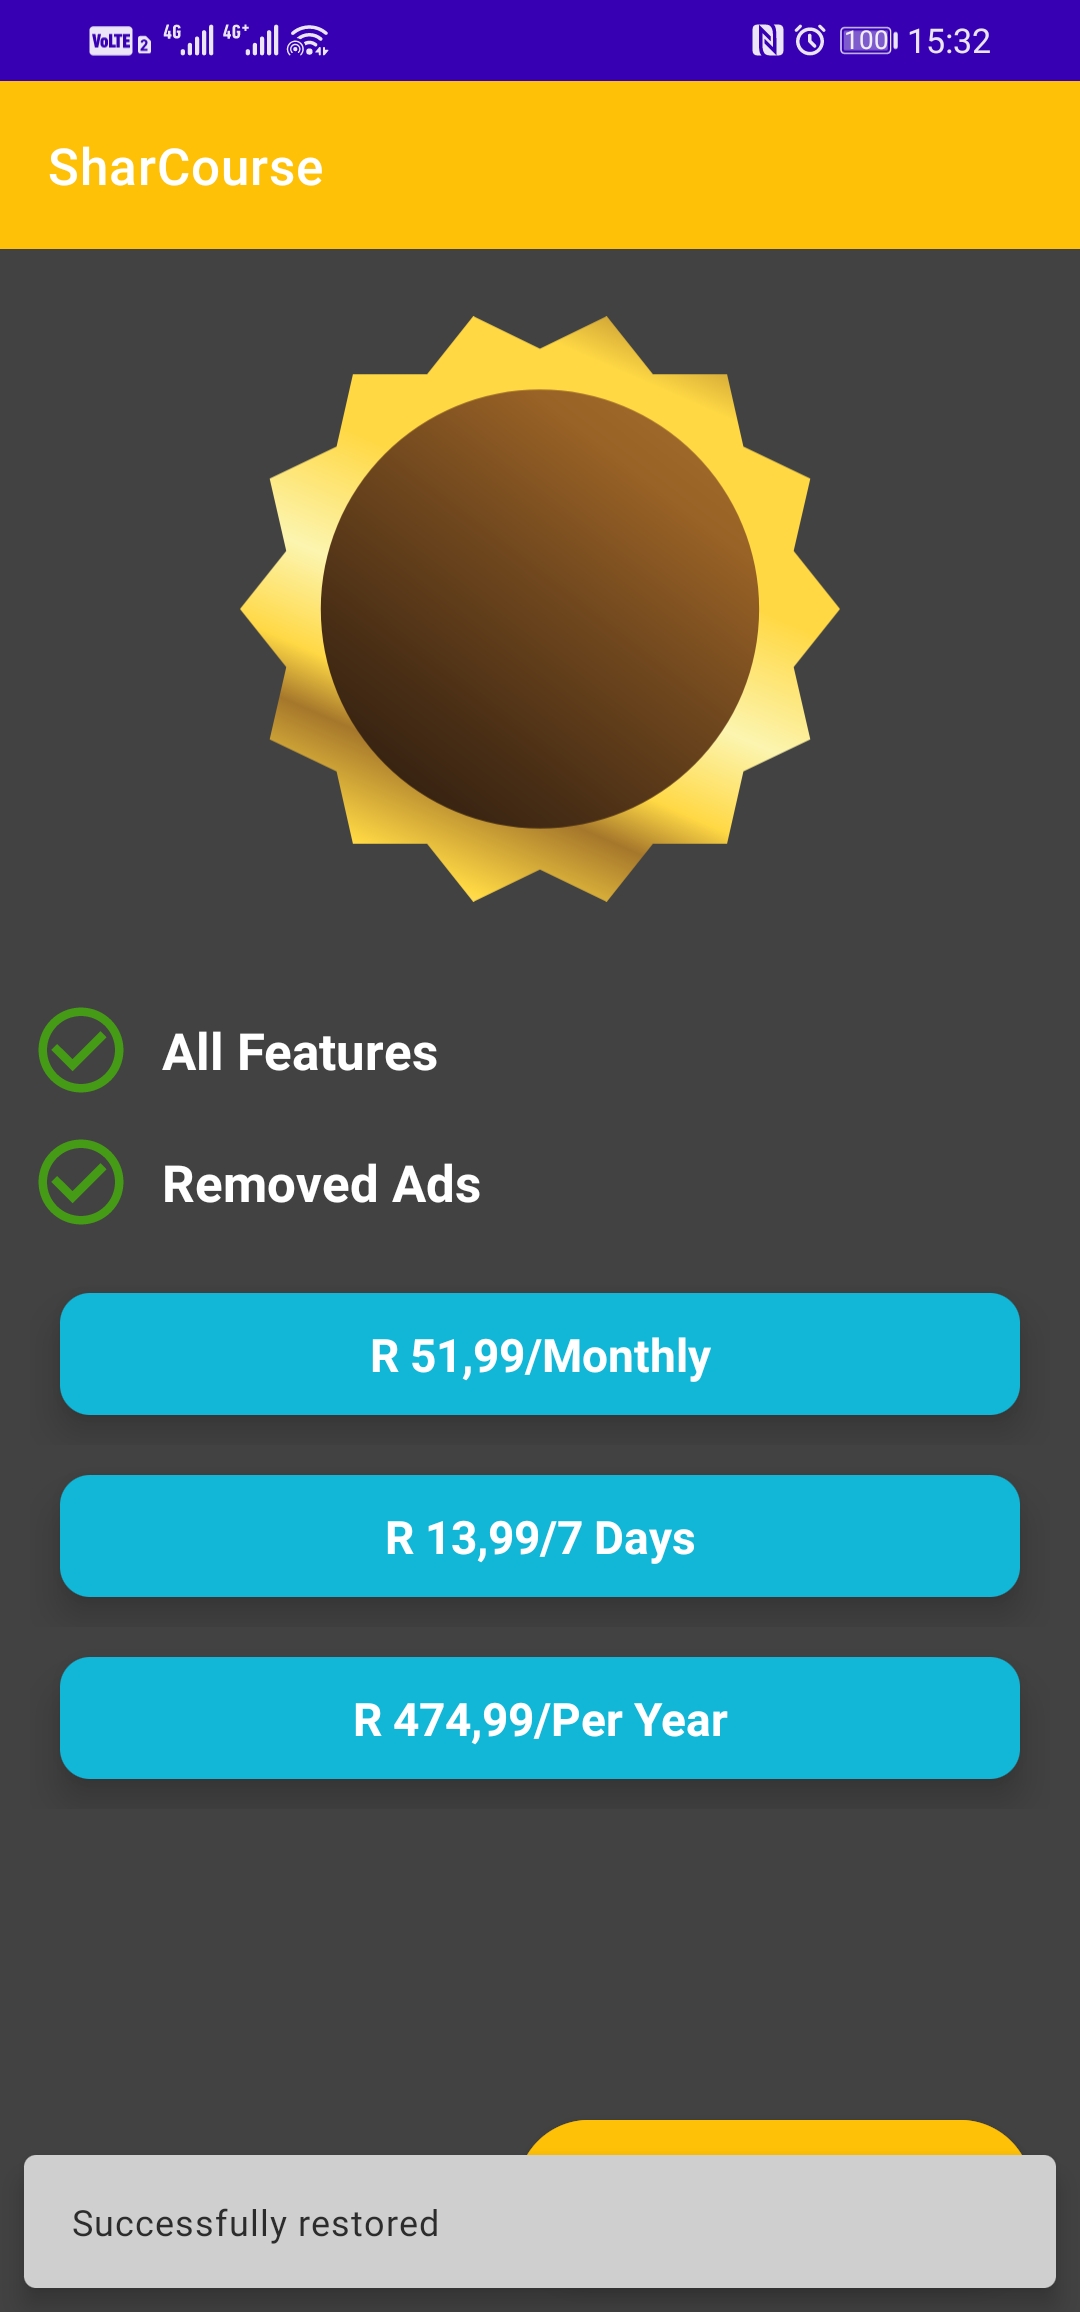 VoLTE 2 4G 4G+ 100 15:32
SharCourse
All Features
Removed Ads
R 51,99/Monthly
R 13,99/7 Days
R 474,99/Per Year
Successfully restored